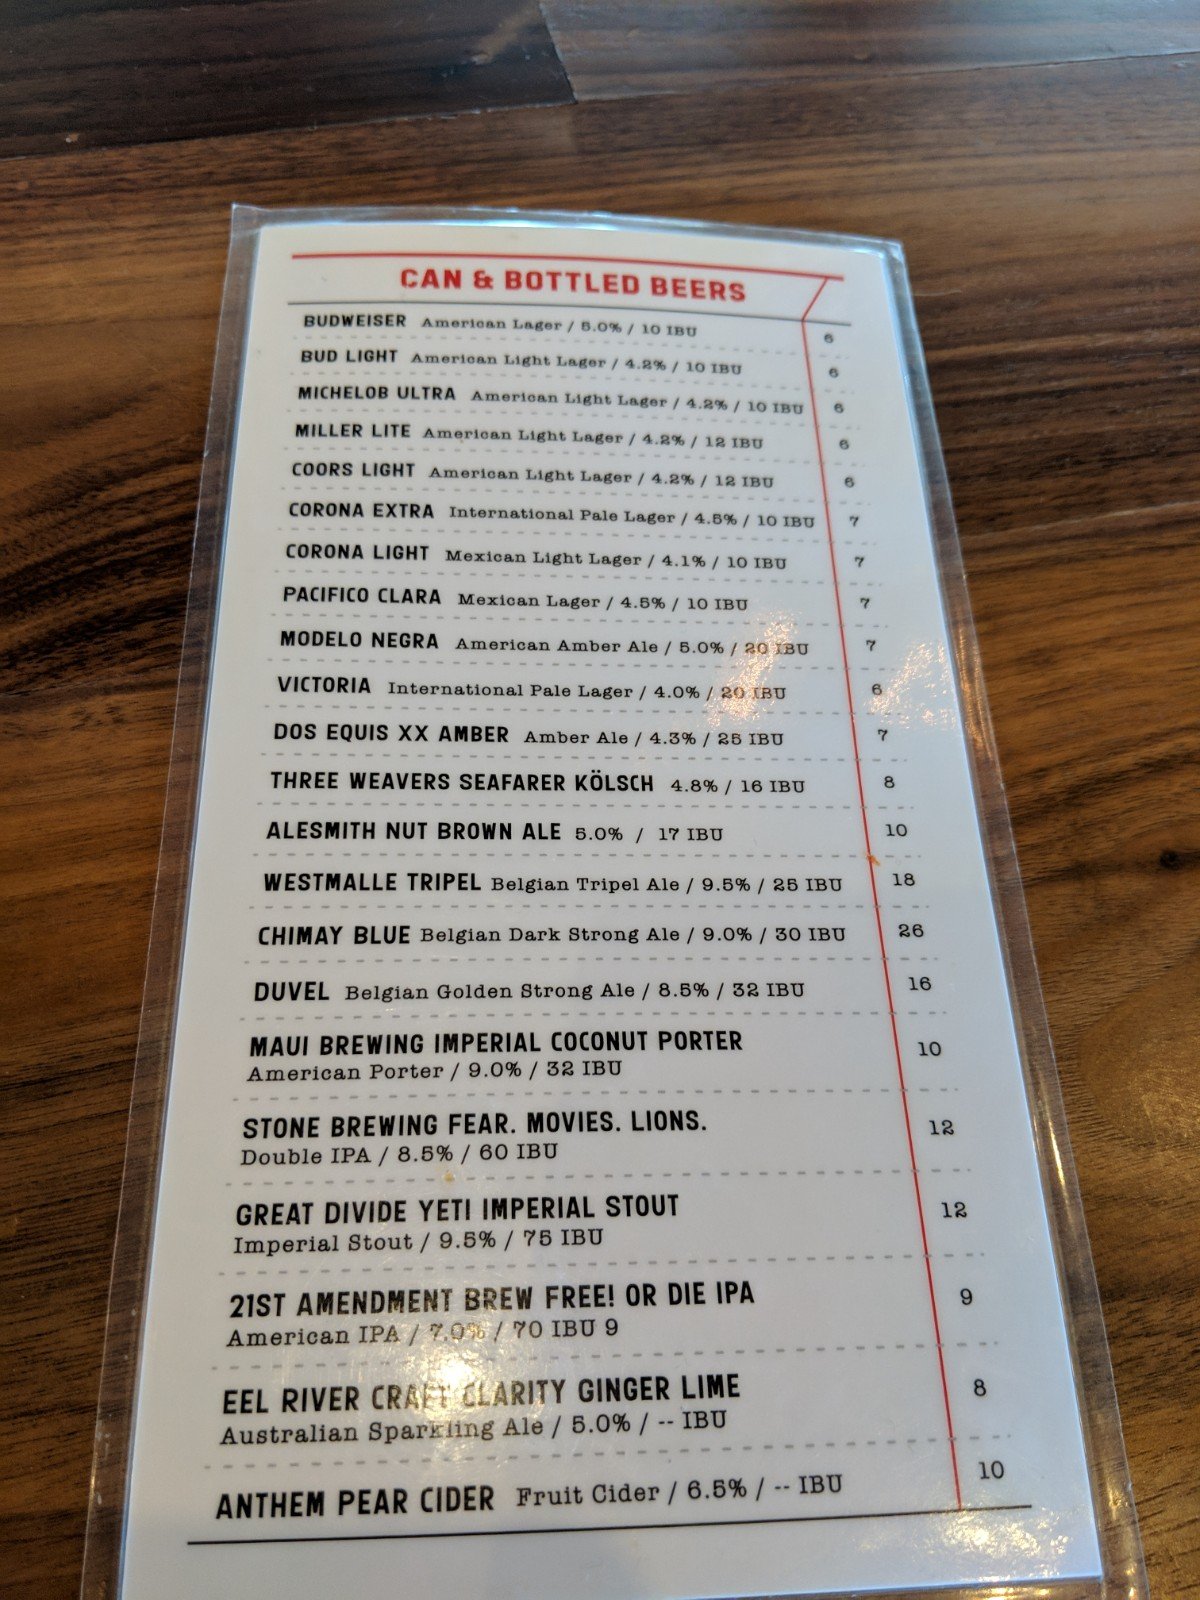 CAN & BOTTLED BEERS
BUDWEISER American Lager / 5.0% / 10 IBU 6
BUD LIGHT American Light Lager / 4.2% / 10 IBU 6
MICHELOB ULTRA American Light Lager / 4.2% / 10 IBU 6
MILLER LITE American Light Lager / 4.2% / 12 IBU 6
COORS LIGHT American Light Lager / 4.2% / 12 IBU 6
CORONA EXTRA International Pale Lager / 4.5% / 10 IBU 7
CORONA LIGHT Mexican Light Lager / 4.1% / 10 IBU 7
PACIFICO CLARA Mexican Lager / 4.5% / 10 IBU 7
MODELO NEGRA American Amber Ale / 5.0% / 20 IBU 7
VICTORIA International Pale Lager / 4.0% / 20 IBU 6
DOS EQUIS XX AMBER Amber Ale / 4.3% / 25 IBU 7
THREE WEAVERS SEAFARER KÖLSCH 4.8% / 16 IBU 8
ALESMITH NUT BROWN ALE 5.0% / 17 IBU 10
WESTMALLE TRIPEL Belgian Tripel Ale / 9.5% / 25 IBU 18
CHIMAY BLUE Belgian Dark Strong Ale / 9.0% / 30 IBU 26
DUVEL Belgian Golden Strong Ale / 8.5% / 32 IBU 16
MAUI BREWING IMPERIAL COCONUT PORTER 10
American Porter / 9.0% / 32 IBU
STONE BREWING FEAR. MOVIES. LIONS. 12
Double IPA / 8.5% / 60 IBU
GREAT DIVIDE YETI IMPERIAL STOUT 12
Imperial Stout / 9.5% / 75 IBU
21ST AMENDMENT BREW FREE! OR DIE IPA 9
American IPA / 7.0% / 70 IBU 9
EEL RIVER CRAFT CLARITY GINGER LIME 8
Australian Sparkling Ale / 5.0% / -- IBU
ANTHEM PEAR CIDER Fruit Cider / 6.5% / -- IBU 10